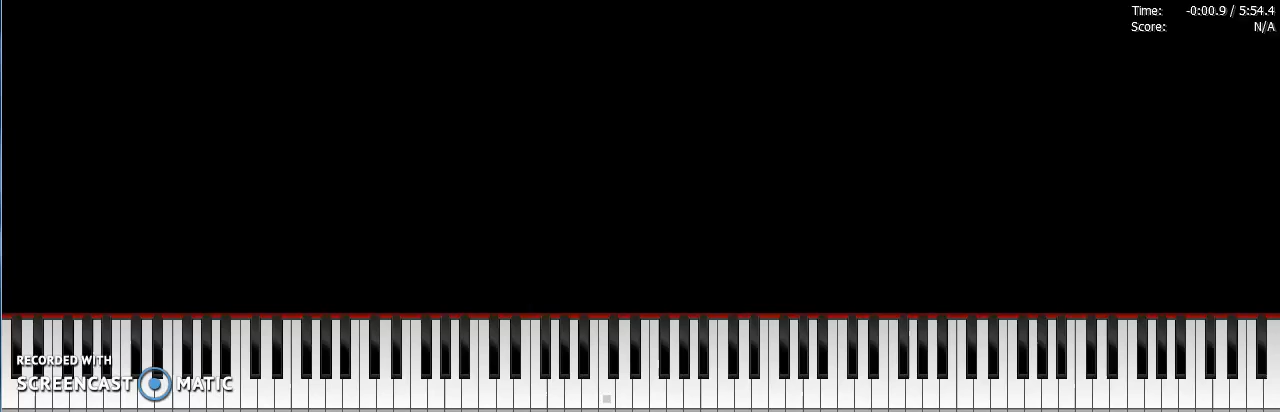 Time: -0:00.9 / 5:54.4
Score: N/A
RECORDED WITH
SCREENCAST MATIC